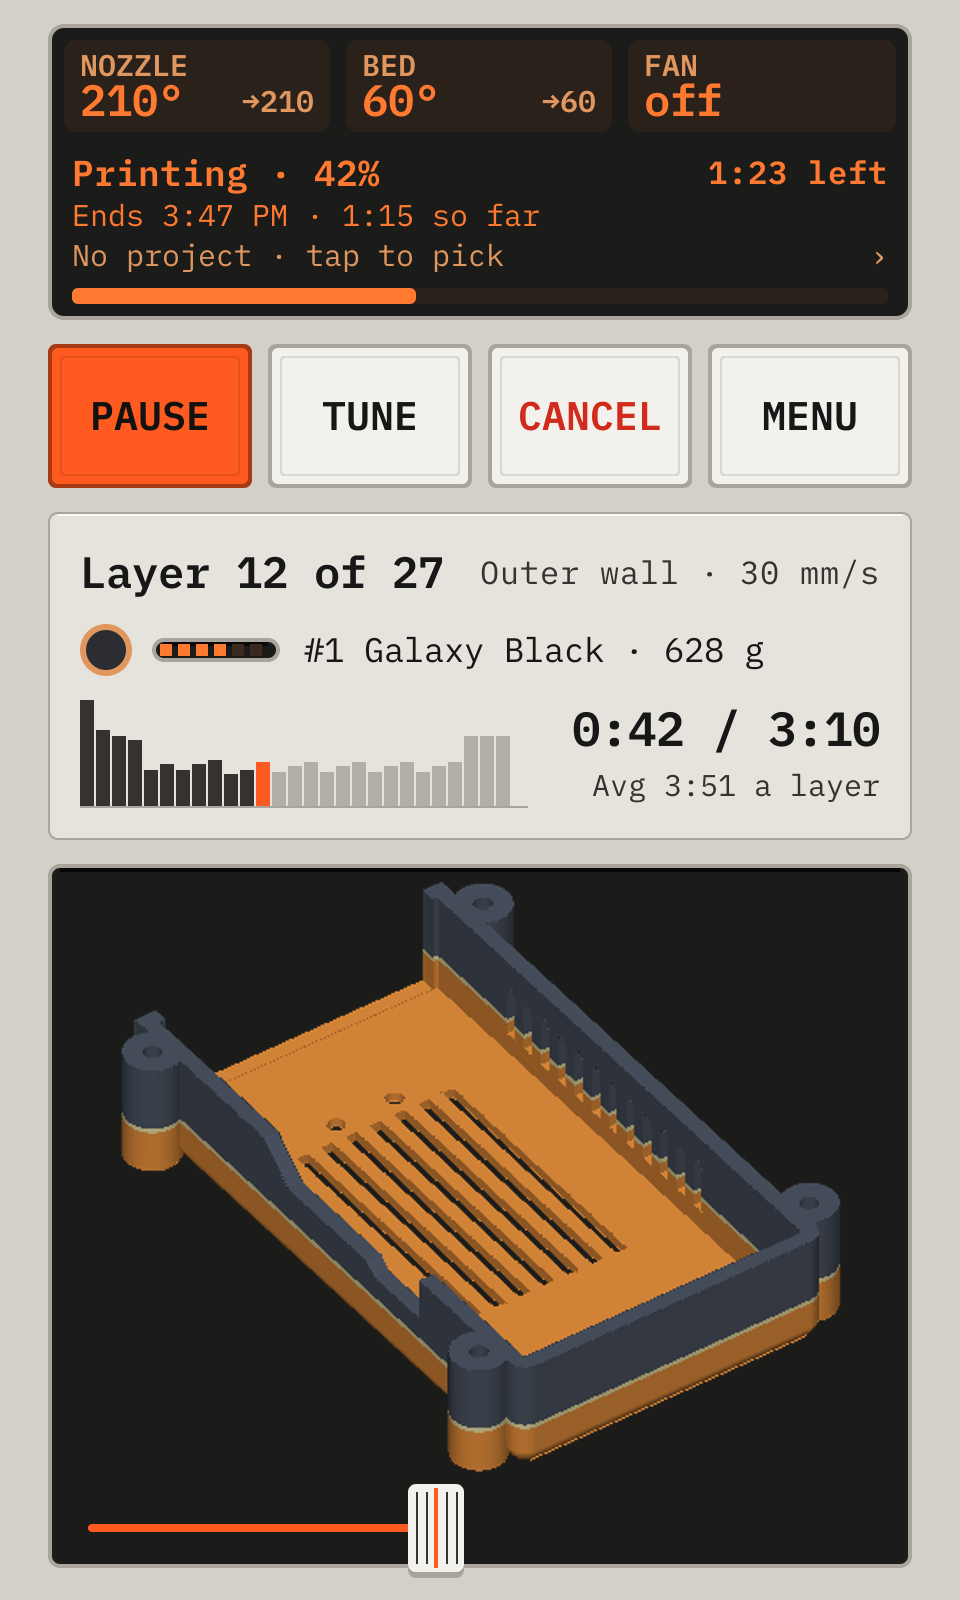 NOZZLE
210° →210
BED
60° →60
FAN
off
Printing · 42% 1:23 left
Ends 3:47 PM · 1:15 so far
No project · tap to pick ›
PAUSE TUNE CANCEL MENU
Layer 12 of 27 Outer wall · 30 mm/s
#1 Galaxy Black · 628 g
0:42 / 3:10
Avg 3:51 a layer